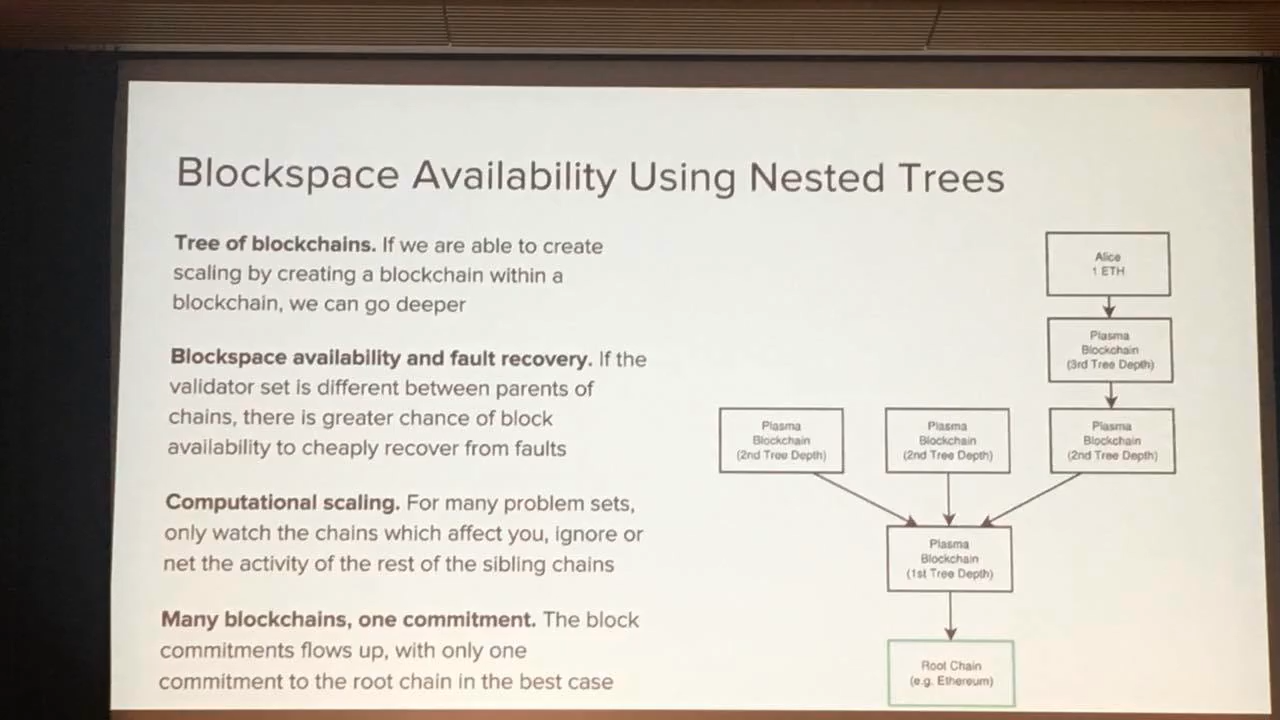 Blockspace Availability Using Nested Trees
Tree of blockchains. If we are able to create
scaling by creating a blockchain within a
blockchain, we can go deeper
Blockspace availability and fault recovery. If the
validator set is different between parents of
chains, there is greater chance of block
availability to cheaply recover from faults
Computational scaling. For many problem sets,
only watch the chains which affect you, ignore or
net the activity of the rest of the sibling chains
Many blockchains, one commitment. The block
commitments flows up, with only one
commitment to the root chain in the best case
Alice
1 ETH
Plasma
Blockchain
(3rd Tree Depth)
Plasma
Blockchain
(2nd Tree Depth)
Plasma
Blockchain
(2nd Tree Depth)
Plasma
Blockchain
(2nd Tree Depth)
Plasma
Blockchain
(1st Tree Depth)
Root Chain
(e.g. Ethereum)